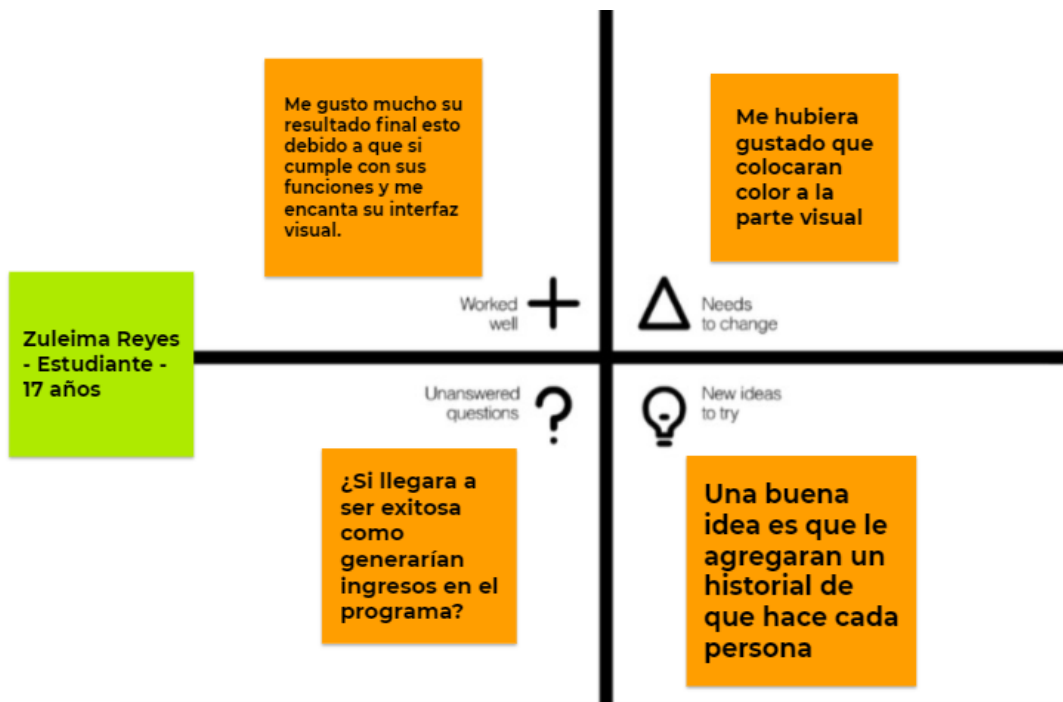 Me gusto mucho su
resultado final esto
debido a que si
cumple con sus
funciones y me
encanta su interfaz
visual.
Me hubiera
gustado que
colocaran
color a la
parte visual
Worked
well
Needs
to change
Zuleima Reyes
- Estudiante -
17 años
Unanswered
questions
New ideas
to try
¿Si llegara a
ser exitosa
como
generarían
ingresos en el
programa?
Una buena
idea es que le
agregaran un
historial de
que hace cada
persona